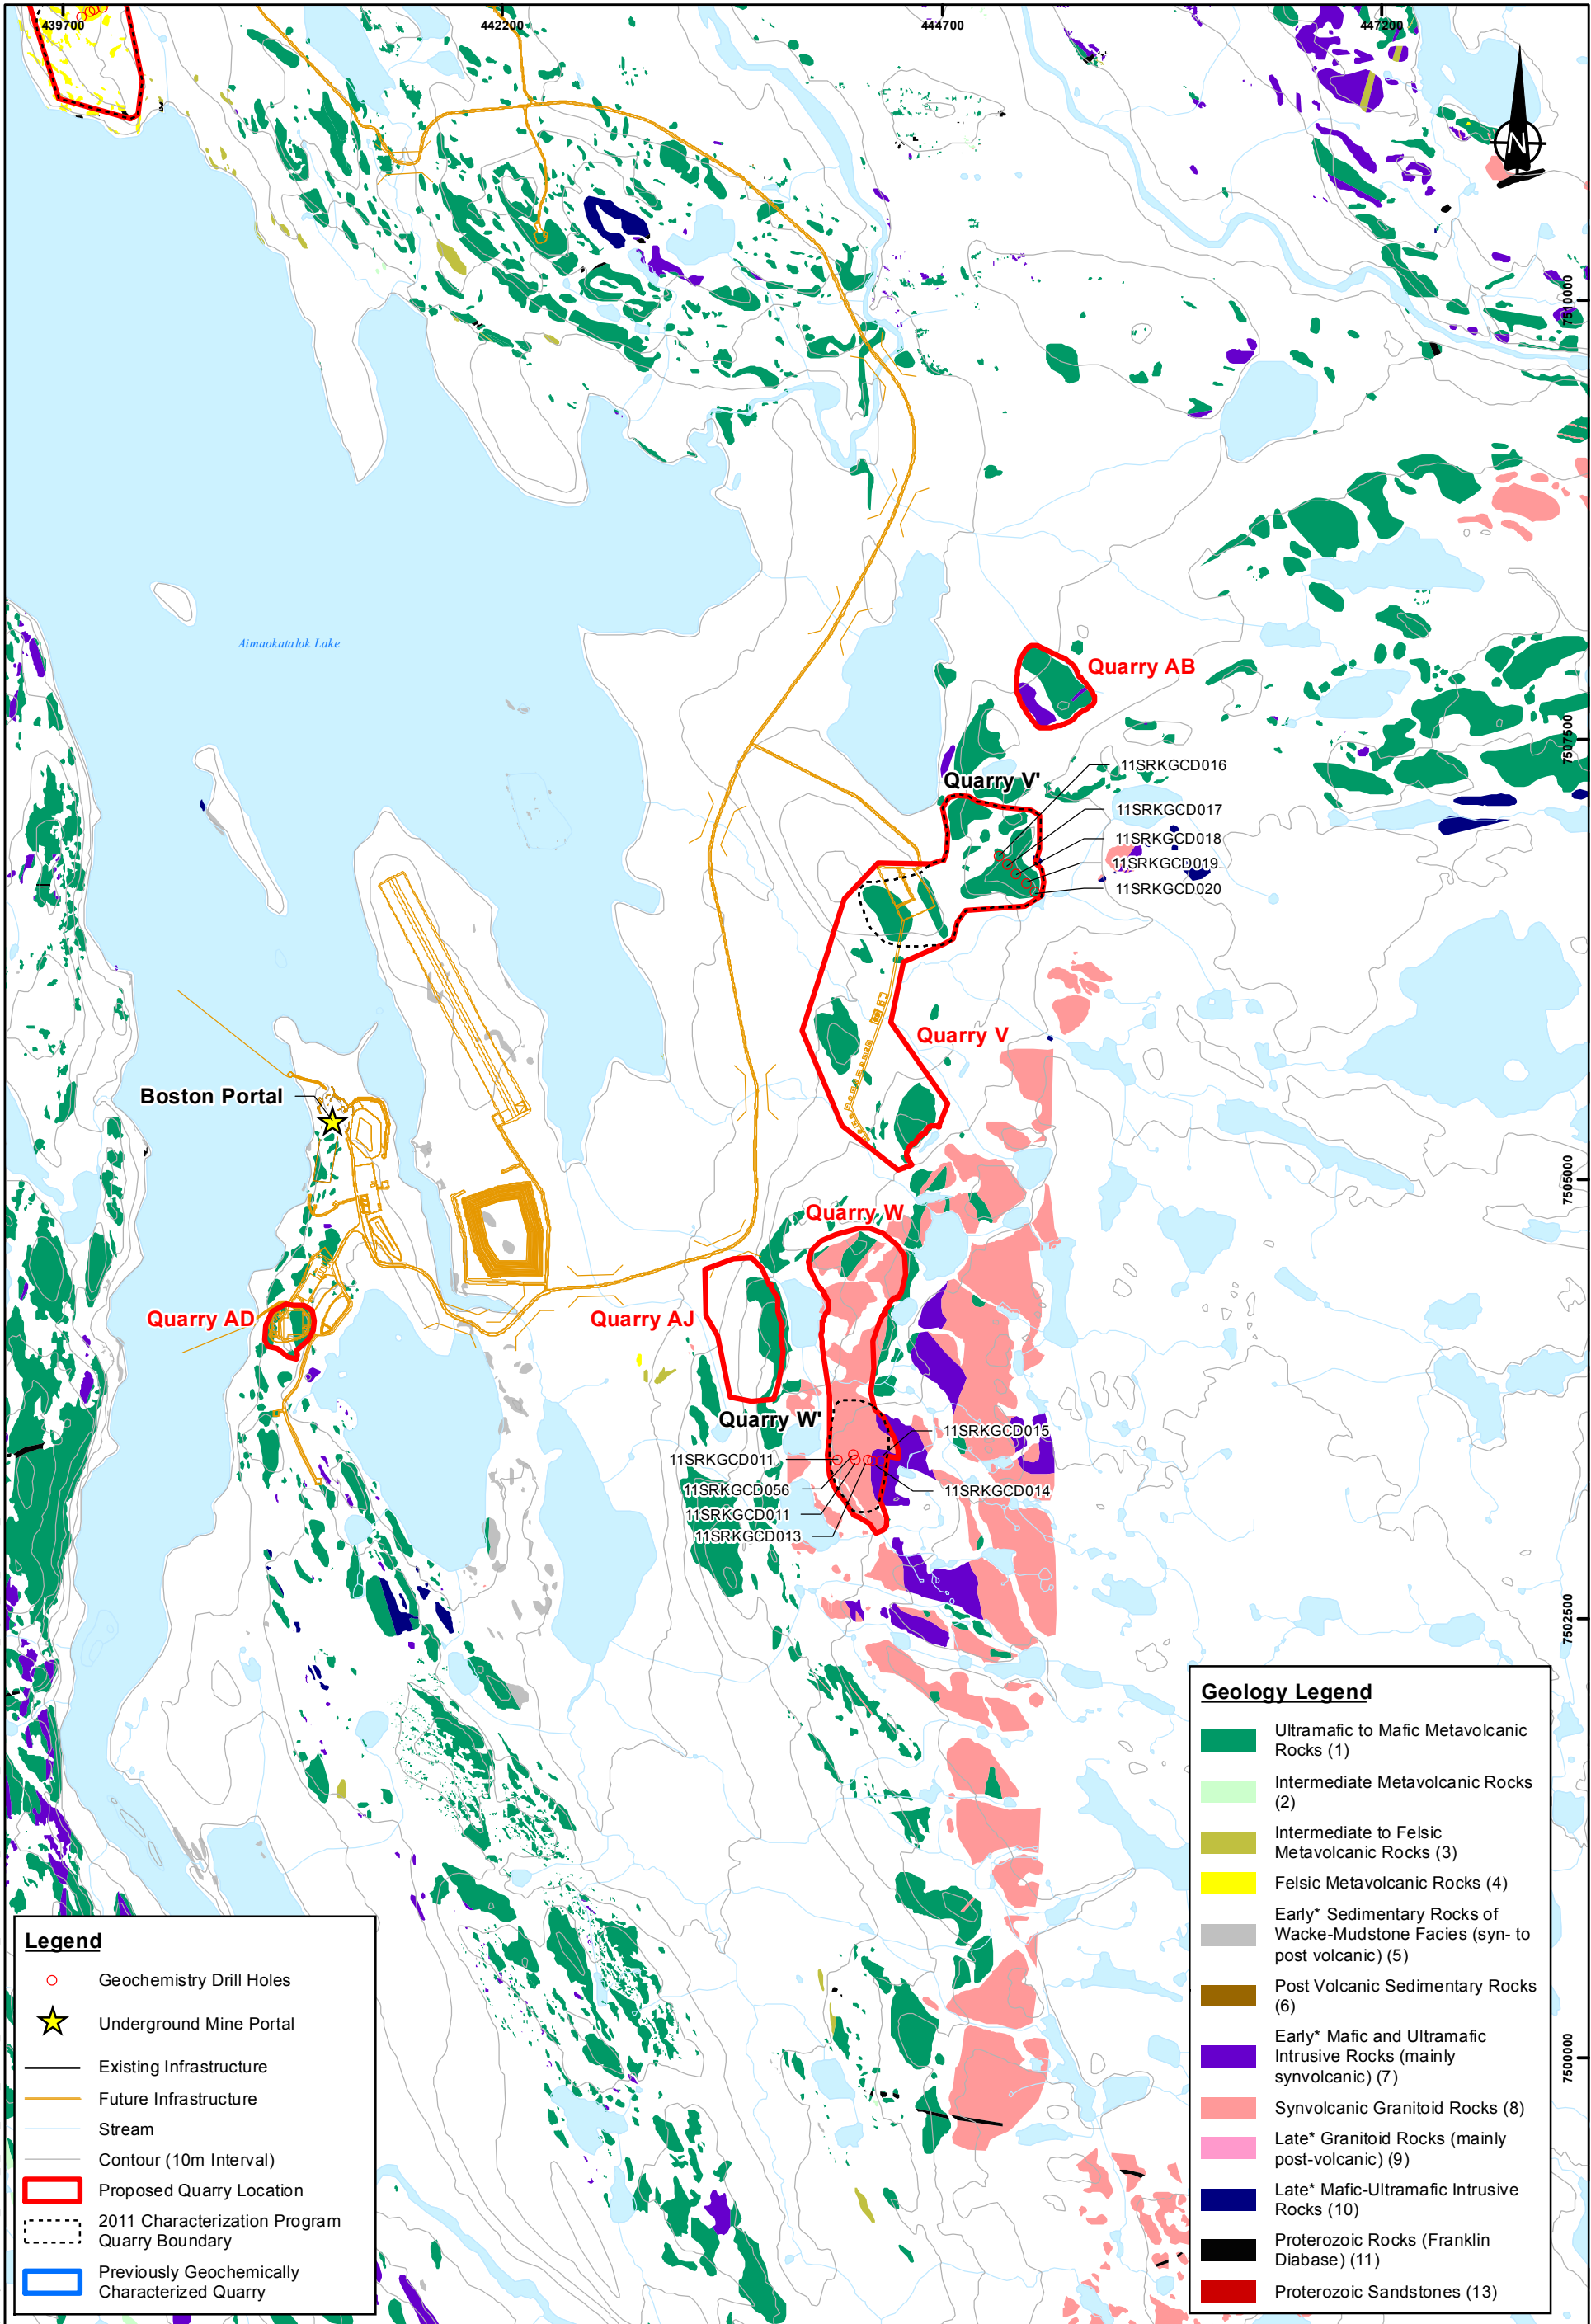 439700
442200
444700
447200
N
7510000
Aimaokatalok Lake
Quarry AB
7507500
11SRKGCD016
Quarry V'
11SRKGCD017
11SRKGCD018
11SRKGCD019
11SRKGCD020
Quarry V
Boston Portal
7505000
Quarry W
Quarry AD
Quarry AJ
Quarry W'
11SRKGCD015
11SRKGCD011
11SRKGCD056
11SRKGCD014
11SRKGCD011
11SRKGCD013
7502500
7500000
Legend
Geochemistry Drill Holes
Underground Mine Portal
Existing Infrastructure
Future Infrastructure
Stream
Contour (10m Interval)
Proposed Quarry Location
2011 Characterization Program
Quarry Boundary
Previously Geochemically
Characterized Quarry
Geology Legend
Ultramafic to Mafic Metavolcanic
Rocks (1)
Intermediate Metavolcanic Rocks
(2)
Intermediate to Felsic
Metavolcanic Rocks (3)
Felsic Metavolcanic Rocks (4)
Early* Sedimentary Rocks of
Wacke-Mudstone Facies (syn- to
post volcanic) (5)
Post Volcanic Sedimentary Rocks
(6)
Early* Mafic and Ultramafic
Intrusive Rocks (mainly
synvolcanic) (7)
Synvolcanic Granitoid Rocks (8)
Late* Granitoid Rocks (mainly
post-volcanic) (9)
Late* Mafic-Ultramafic Intrusive
Rocks (10)
Proterozoic Rocks (Franklin
Diabase) (11)
Proterozoic Sandstones (13)